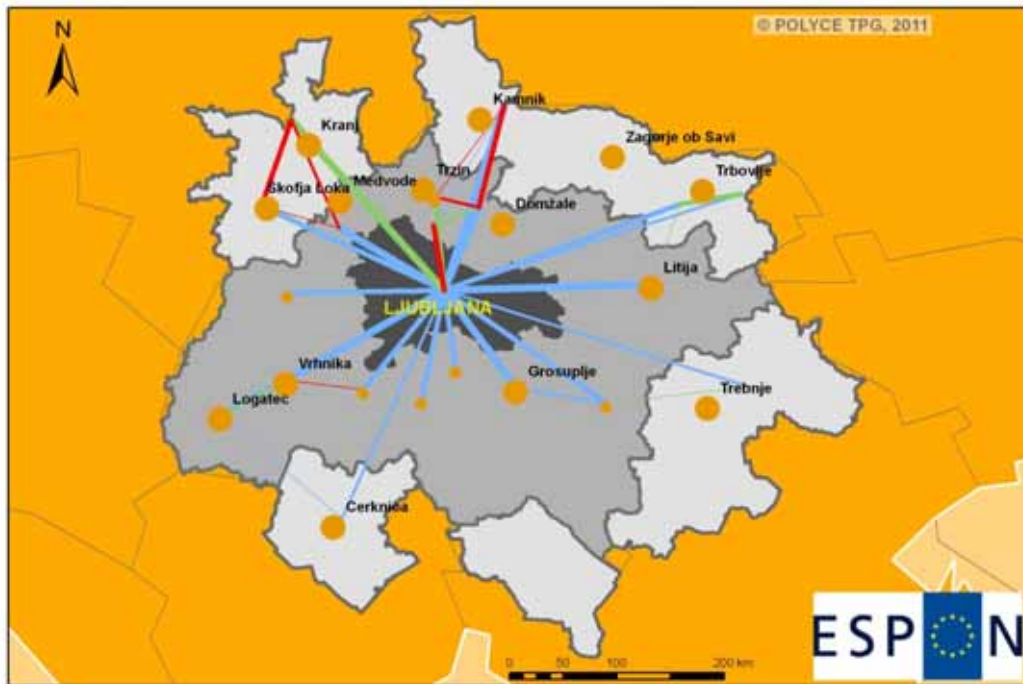 © POLYCE TPG, 2011
N
Kamnik
Kranj
Zagorje ob Savi
Trzin
Medvode
Trbovlje
Škofja Loka
Domžale
Litija
LJUBLJANA
Vrhnika
Grosuplje
Logatec
Trebnje
Cerknica
ESPON
0 50 100 200 km